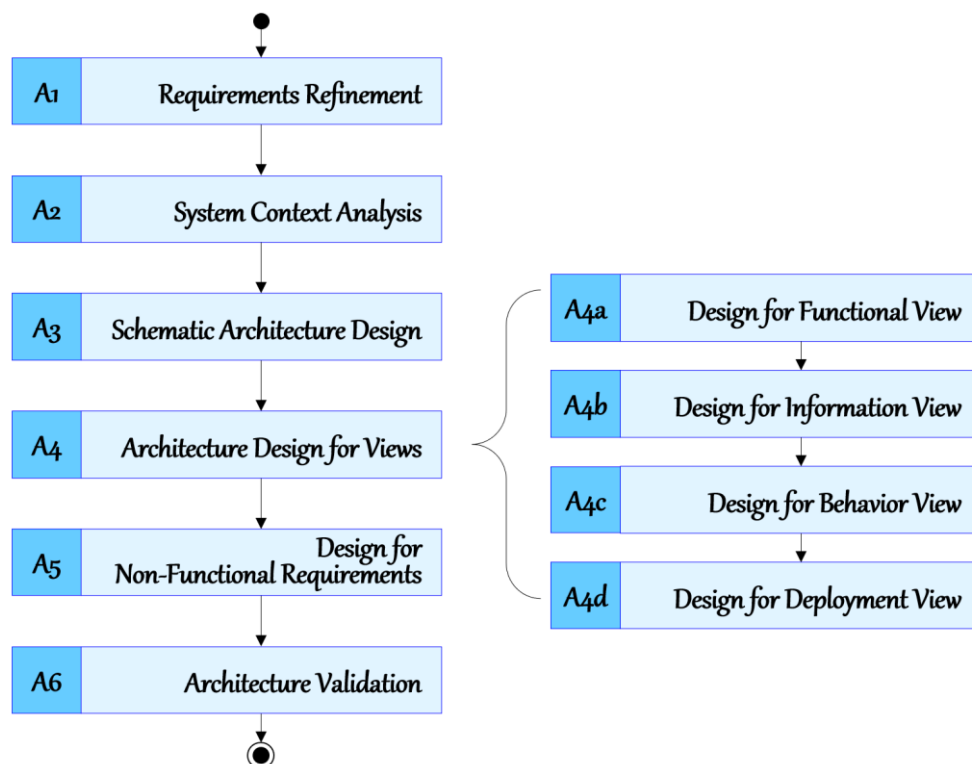 A1
Requirements Refinement
A2
System Context Analysis
A3
Schematic Architecture Design
A4
Architecture Design for Views
A5
Design for
Non-Functional Requirements
A6
Architecture Validation
A4a
Design for Functional View
A4b
Design for Information View
A4c
Design for Behavior View
A4d
Design for Deployment View